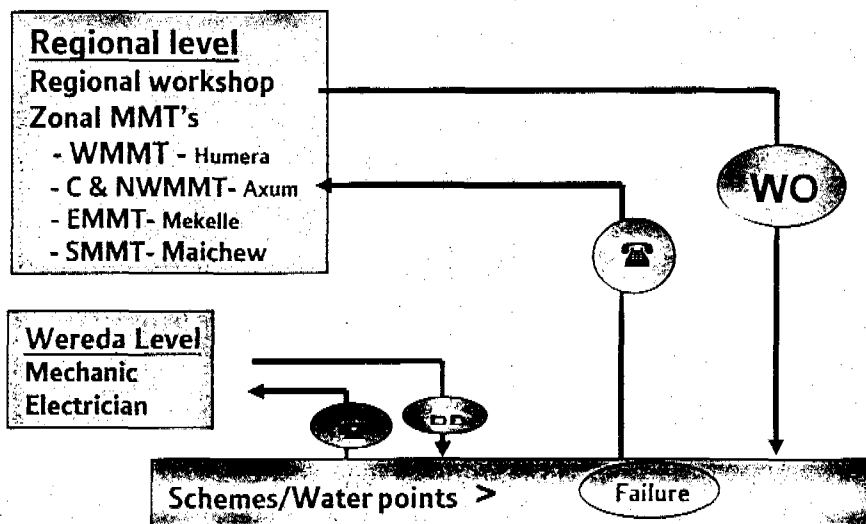 Regional level
Regional workshop
Zonal MMT's
- WMMT - Humera
- C & NWMMT- Axum
- EMMT- Mekelle
- SMMT- Maichew
WO
Wereda Level
Mechanic
Electrician
Schemes/Water points >
Failure